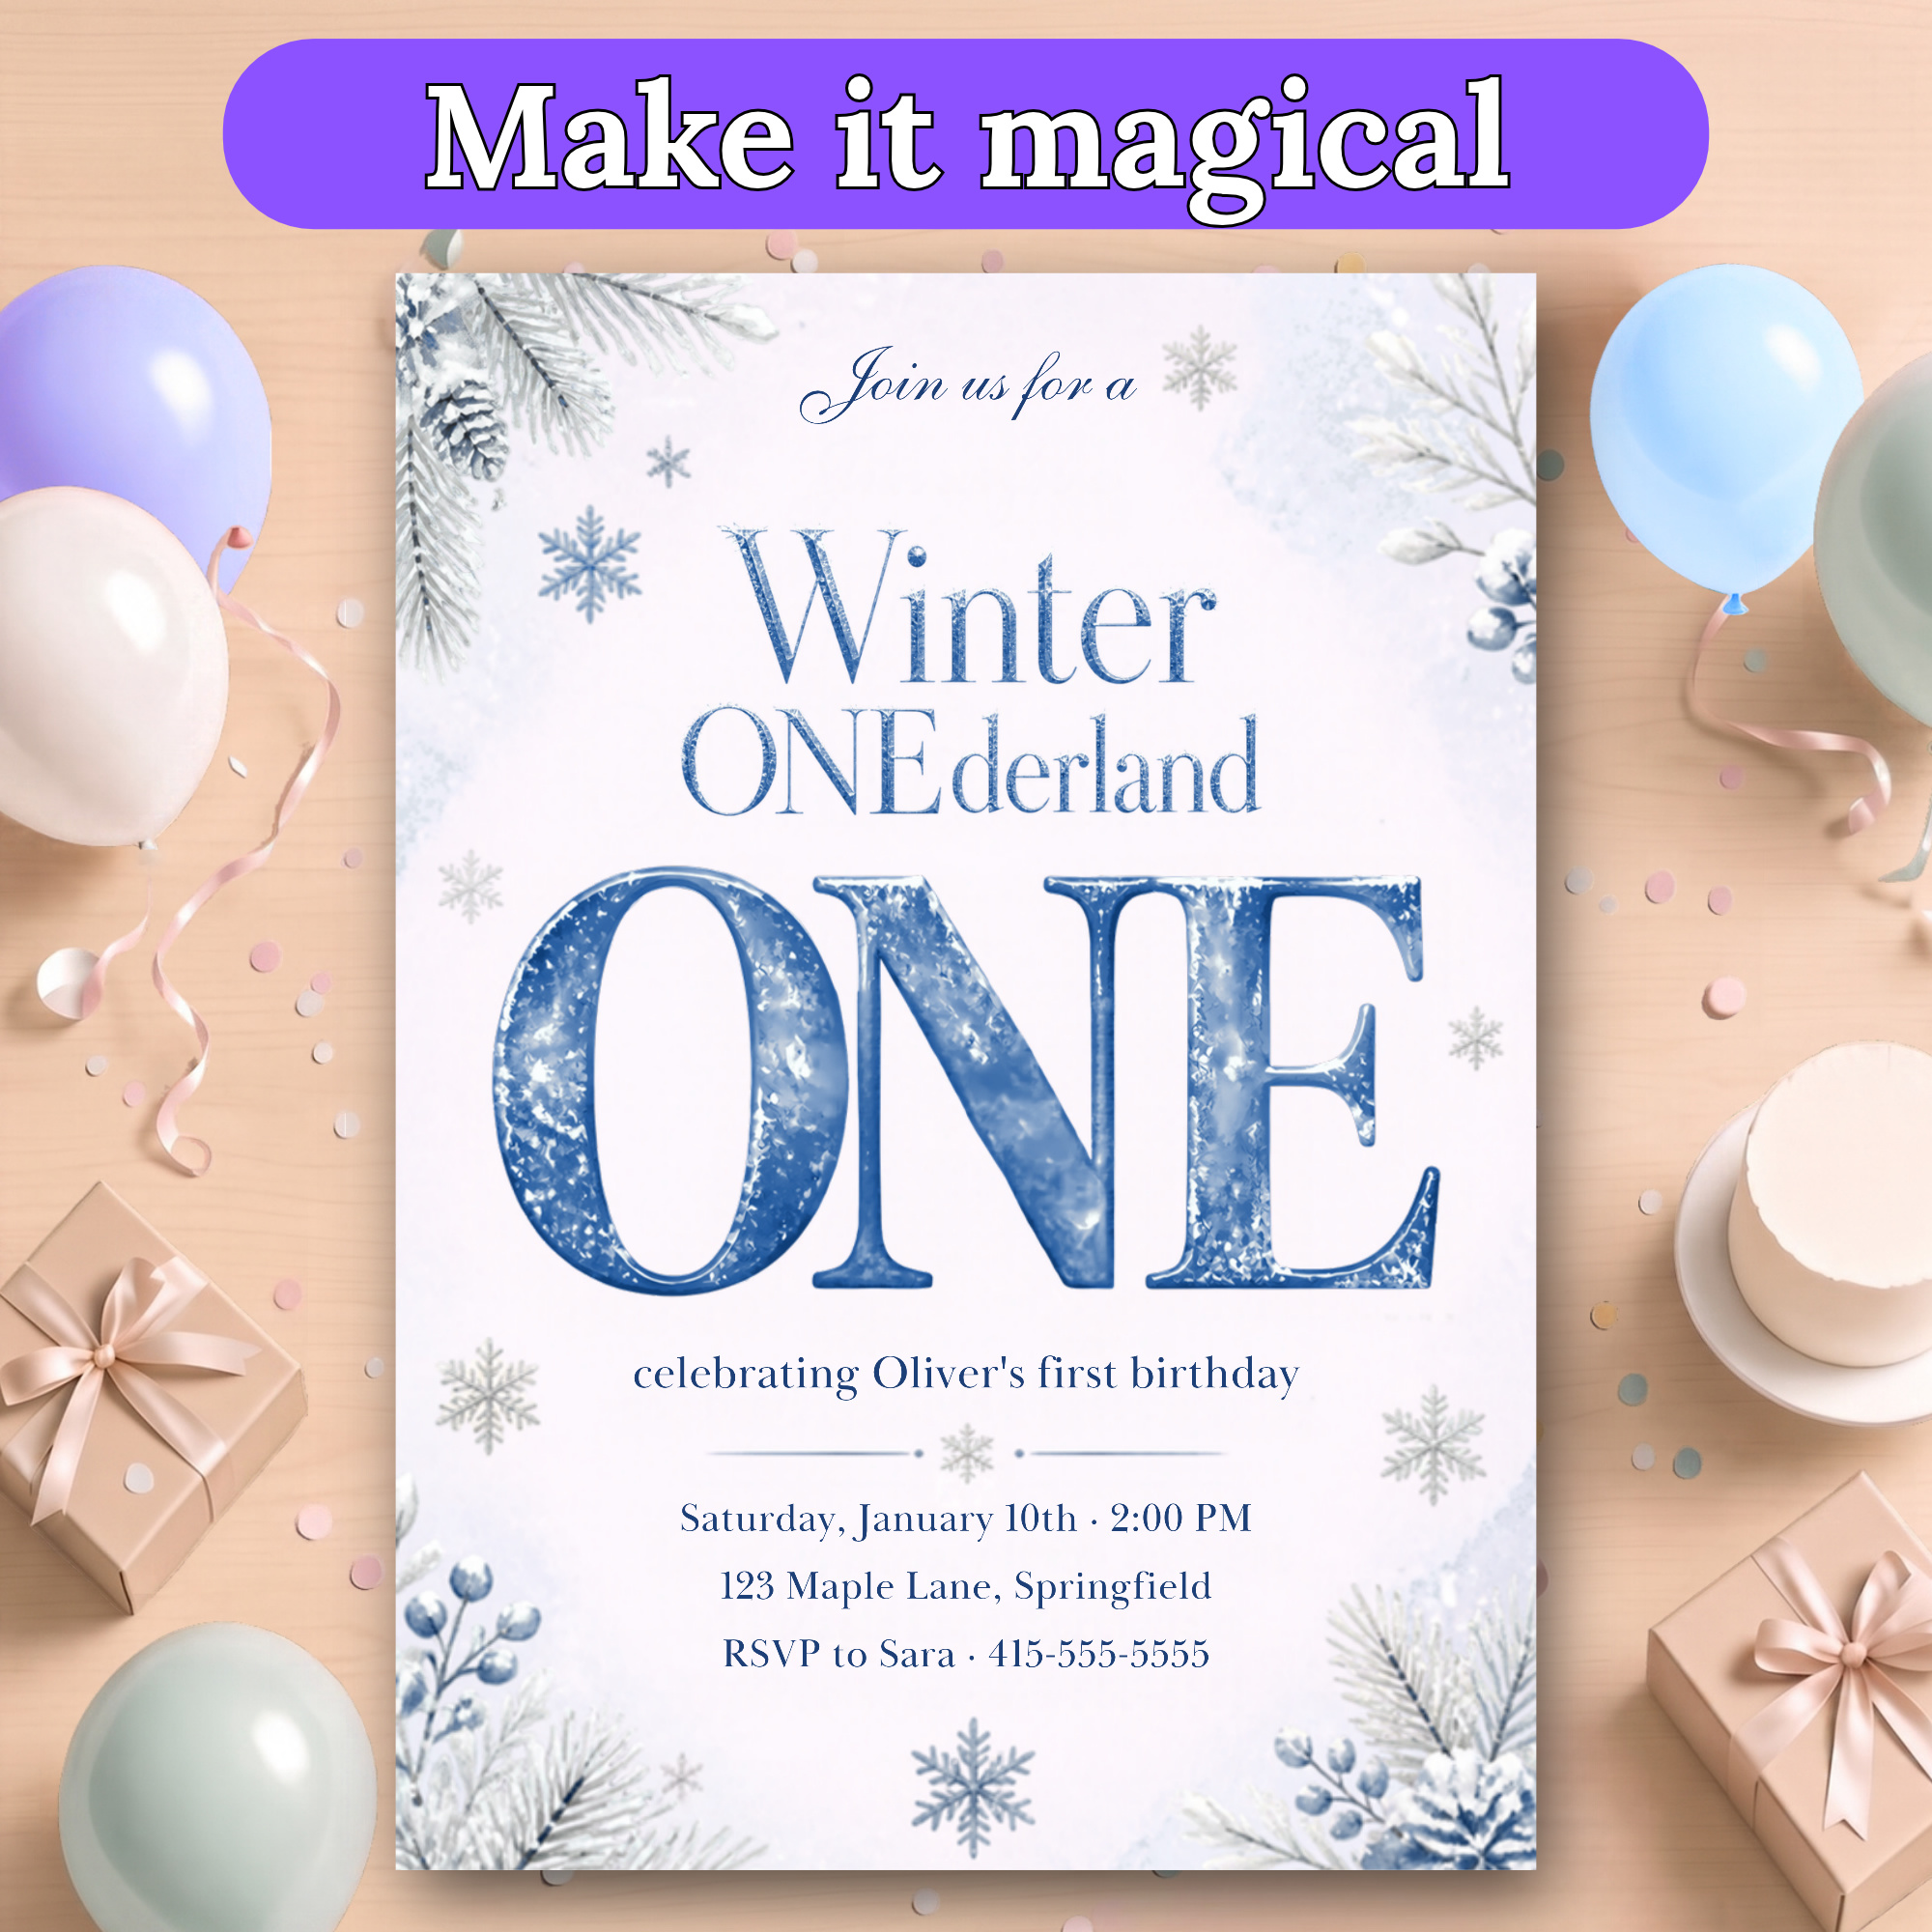 Make it magical
Join us for a
Winter
ONEderland
ONE
celebrating Oliver's first birthday
Saturday, January 10th · 2:00 PM
123 Maple Lane, Springfield
RSVP to Sara · 415-555-5555